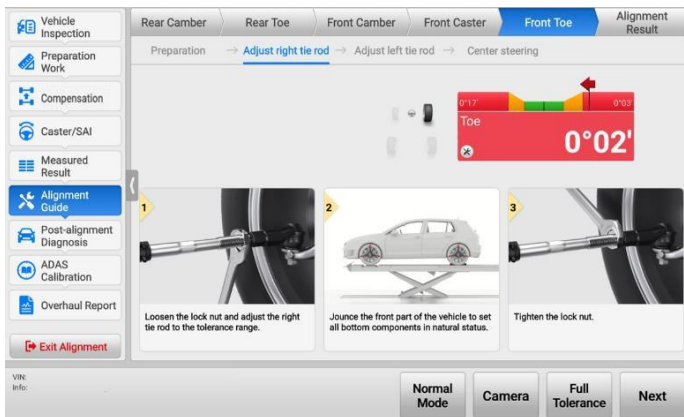 Vehicle
Inspection
Preparation
Work
Compensation
Caster/SAI
Measured
Result
Alignment
Guide
Post-alignment
Diagnosis
ADAS
Calibration
Overhaul Report
Exit Alignment
Rear Camber
Rear Toe
Front Camber
Front Caster
Front Toe
Alignment
Result
Preparation
Adjust right tie rod
Adjust left tie rod
Center steering
0°17'
0°03'
Toe
0°02'
1
2
3
Loosen the lock nut and adjust the right
tie rod to the tolerance range.
Jounce the front part of the vehicle to set
all bottom components in natural status.
Tighten the lock nut.
VIN:
Info:
Normal
Mode
Camera
Full
Tolerance
Next